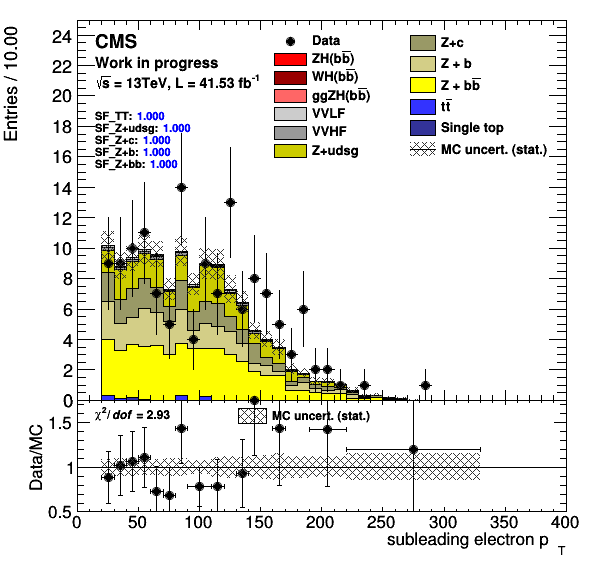 CMS
Work in progress
√s = 13TeV, L = 41.53 fb⁻¹
SF_TT: 1.000
SF_Z+udsg: 1.000
SF_Z+c: 1.000
SF_Z+b: 1.000
SF_Z+bb: 1.000
Data
ZH(bb̅)
WH(bb̅)
ggZH(bb̅)
VVLF
VVHF
Z+udsg
Z+c
Z + b
Z + bb̅
tt̅
Single top
MC uncert. (stat.)
Entries / 10.00
24
22
20
18
16
14
12
10
8
6
4
2
0
χ²/dof = 2.93
MC uncert. (stat.)
Data/MC
1.5
1
0.5
0 50 100 150 200 250 300 350 400
subleading electron p_T